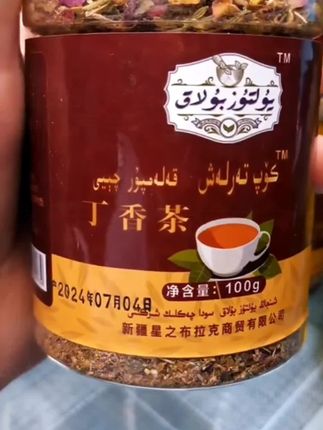 TM
يۇلتۇز بۇلاق
كۆپ تەرلەش TM
قەلەمپۇر چېيى
丁香茶
2024年07月04日
净含量: 100g
شىنجاڭ يۇلتۇز بۇلاق سودا چەكلىك شىركىتى
新疆星之布拉克商贸有限公司